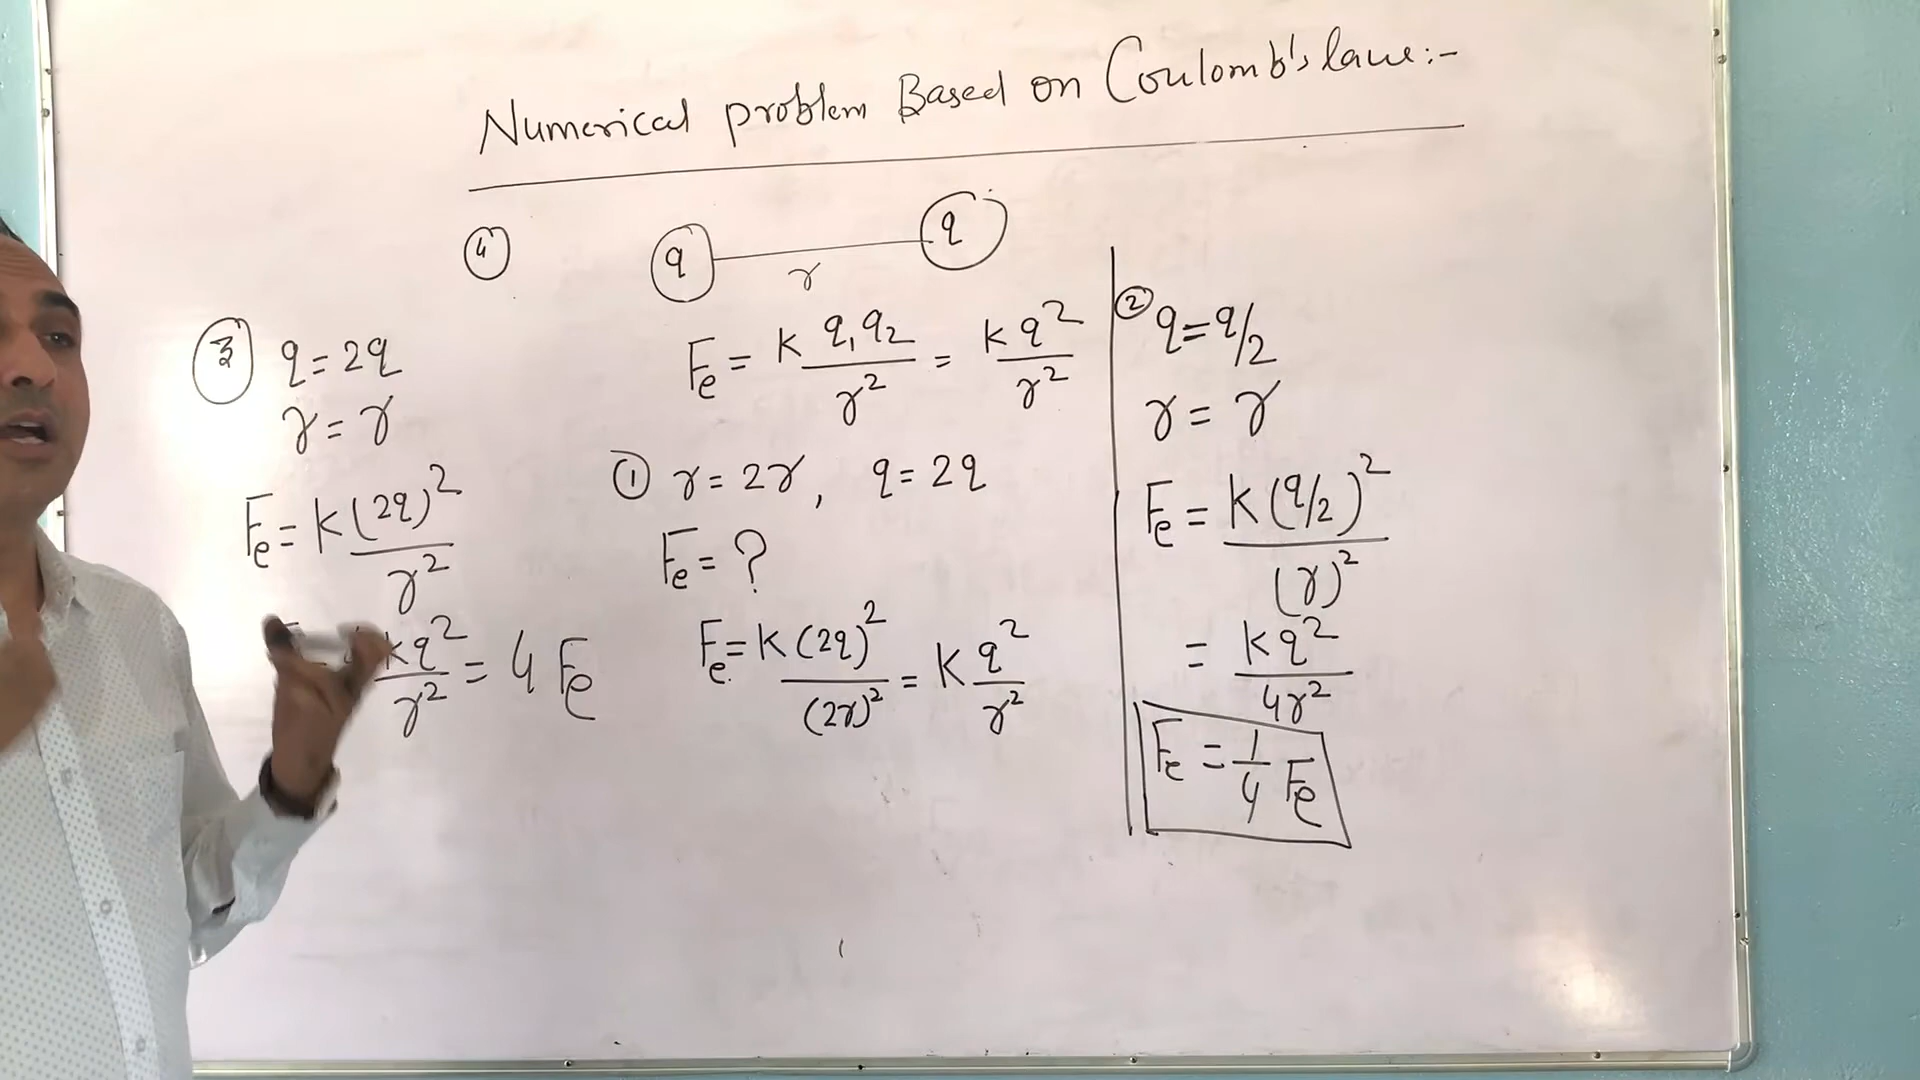 Numerical problem Based on Coulomb's law:-
④
q q
r
Fe = K q₁q₂/r² = Kq²/r²
① r = 2r, q = 2q
Fe = ?
Fe = K(2q)²/(2r)² = K q²/r²
② q = q/2
r = r
Fe = K(q/2)²/(r)²
= Kq²/4r²
Fe = 1/4 Fe
③ q = 2q
r = r
Fe = K(2q)²/r²
Kq²/r² = 4 Fe